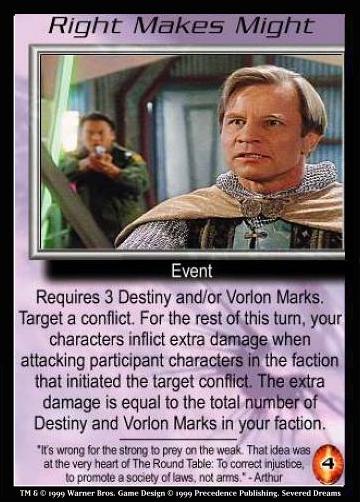 Right Makes Might
Event
Requires 3 Destiny and/or Vorlon Marks.
Target a conflict. For the rest of this turn, your
characters inflict extra damage when
attacking participant characters in the faction
that initiated the target conflict. The extra
damage is equal to the total number of
Destiny and Vorlon Marks in your faction.
"It's wrong for the strong to prey on the weak. That idea was
at the very heart of The Round Table: To correct injustice,
to promote a society of laws, not arms." - Arthur
4
TM & © 1999 Warner Bros. Game Design © 1999 Precedence Publishing. Severed Dreams